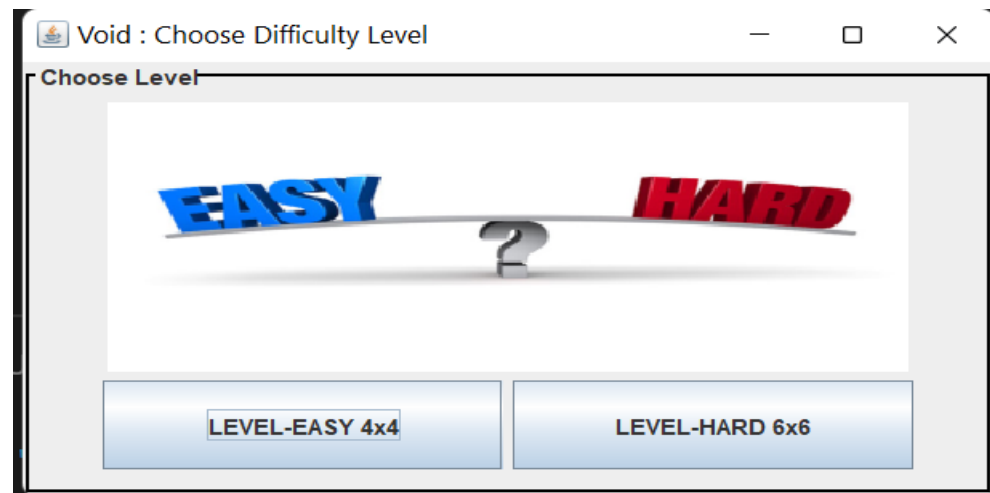 Void : Choose Difficulty Level
Choose Level
EASY HARD
?
LEVEL-EASY 4x4 LEVEL-HARD 6x6